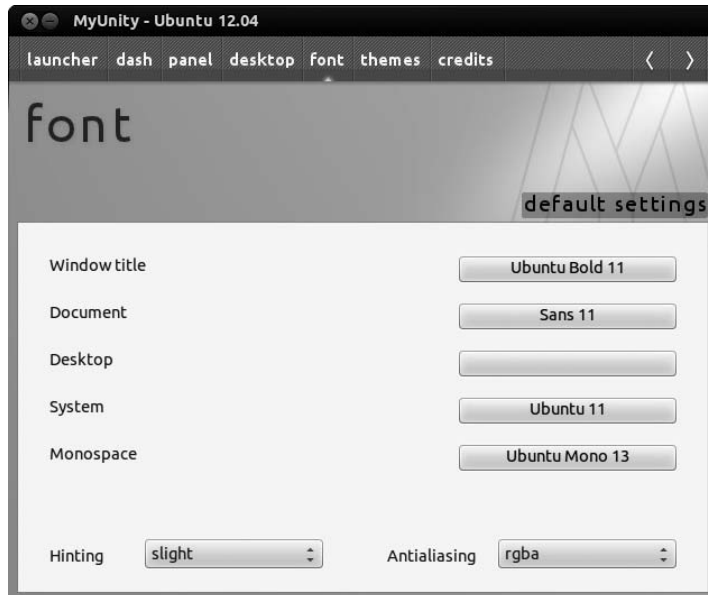 MyUnity - Ubuntu 12.04
launcher dash panel desktop font themes credits
font
default settings
Window title Ubuntu Bold 11
Document Sans 11
Desktop
System Ubuntu 11
Monospace Ubuntu Mono 13
Hinting slight Antialiasing rgba